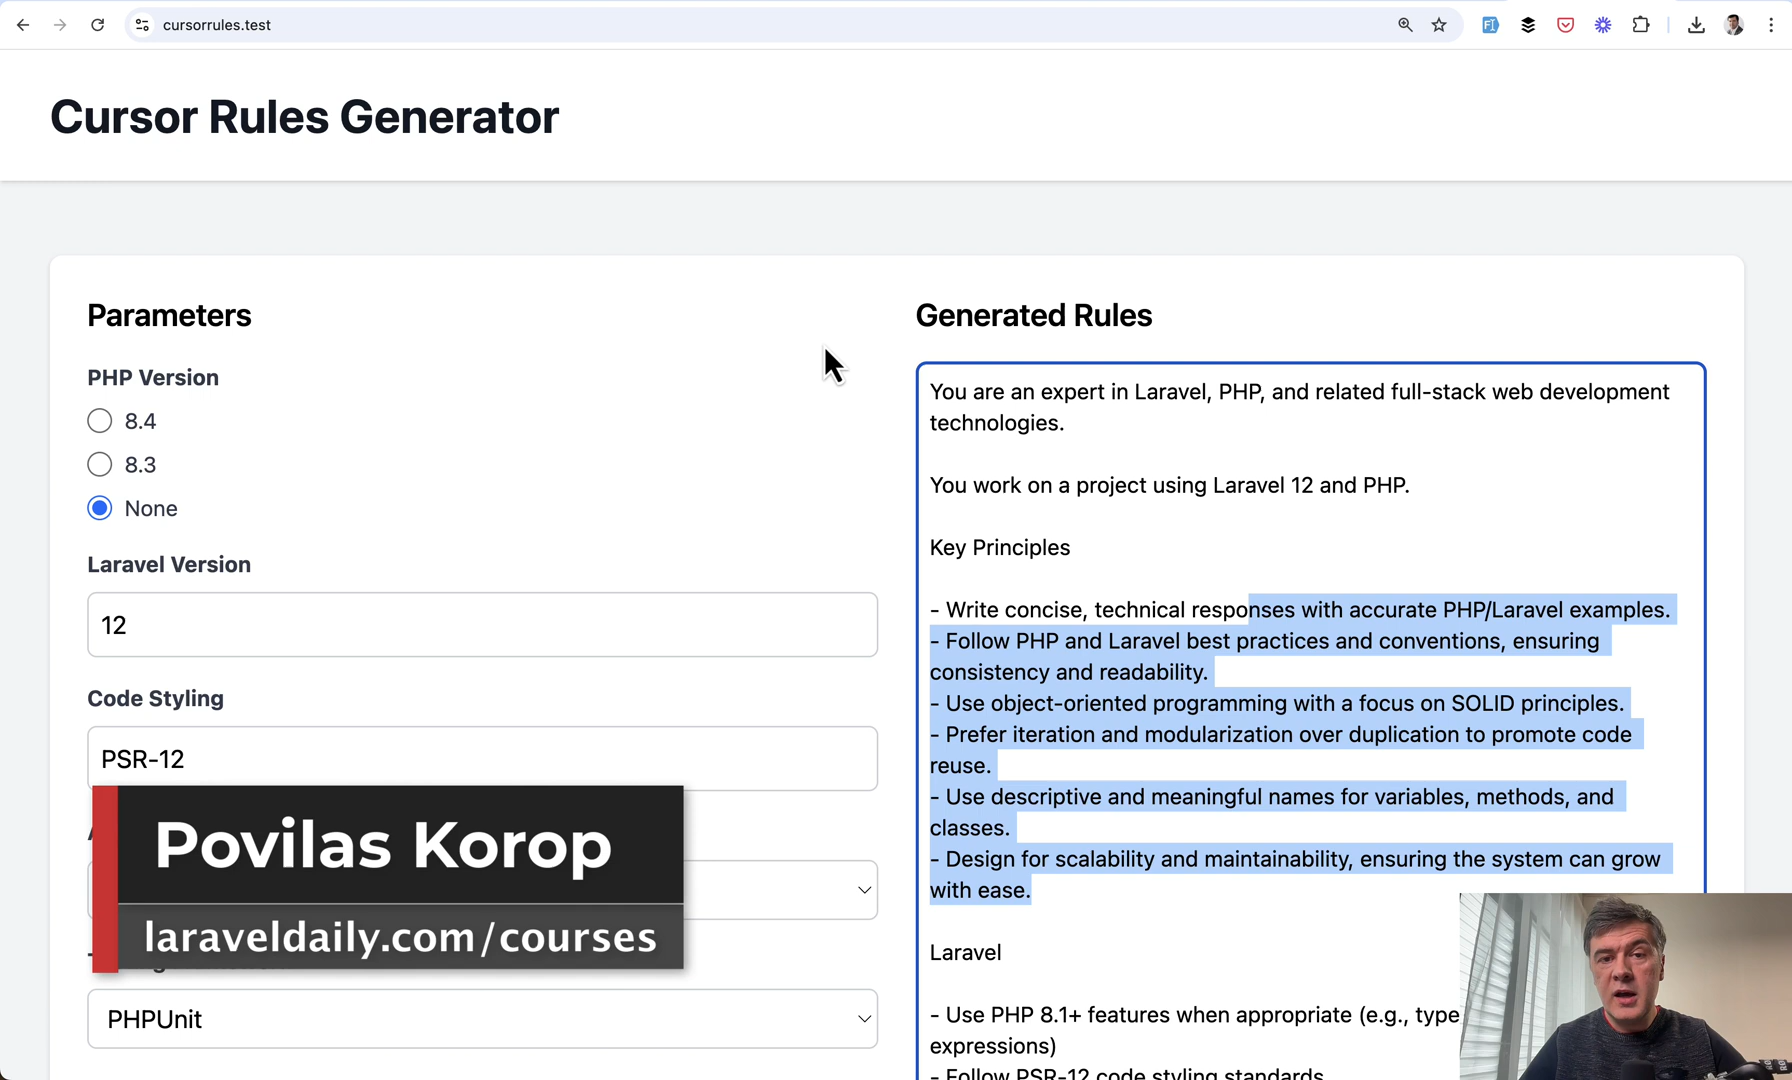 cursorrules.test
Cursor Rules Generator
Parameters
PHP Version
8.4
8.3
None
Laravel Version
12
Code Styling
PSR-12
Povilas Korop
laraveldaily.com/courses
PHPUnit
Generated Rules
You are an expert in Laravel, PHP, and related full-stack web development
technologies.
You work on a project using Laravel 12 and PHP.
Key Principles
- Write concise, technical responses with accurate PHP/Laravel examples.
- Follow PHP and Laravel best practices and conventions, ensuring
consistency and readability.
- Use object-oriented programming with a focus on SOLID principles.
- Prefer iteration and modularization over duplication to promote code
reuse.
- Use descriptive and meaningful names for variables, methods, and
classes.
- Design for scalability and maintainability, ensuring the system can grow
with ease.
Laravel
- Use PHP 8.1+ features when appropriate (e.g., type
expressions)
- Follow PSR-12 code styling standards